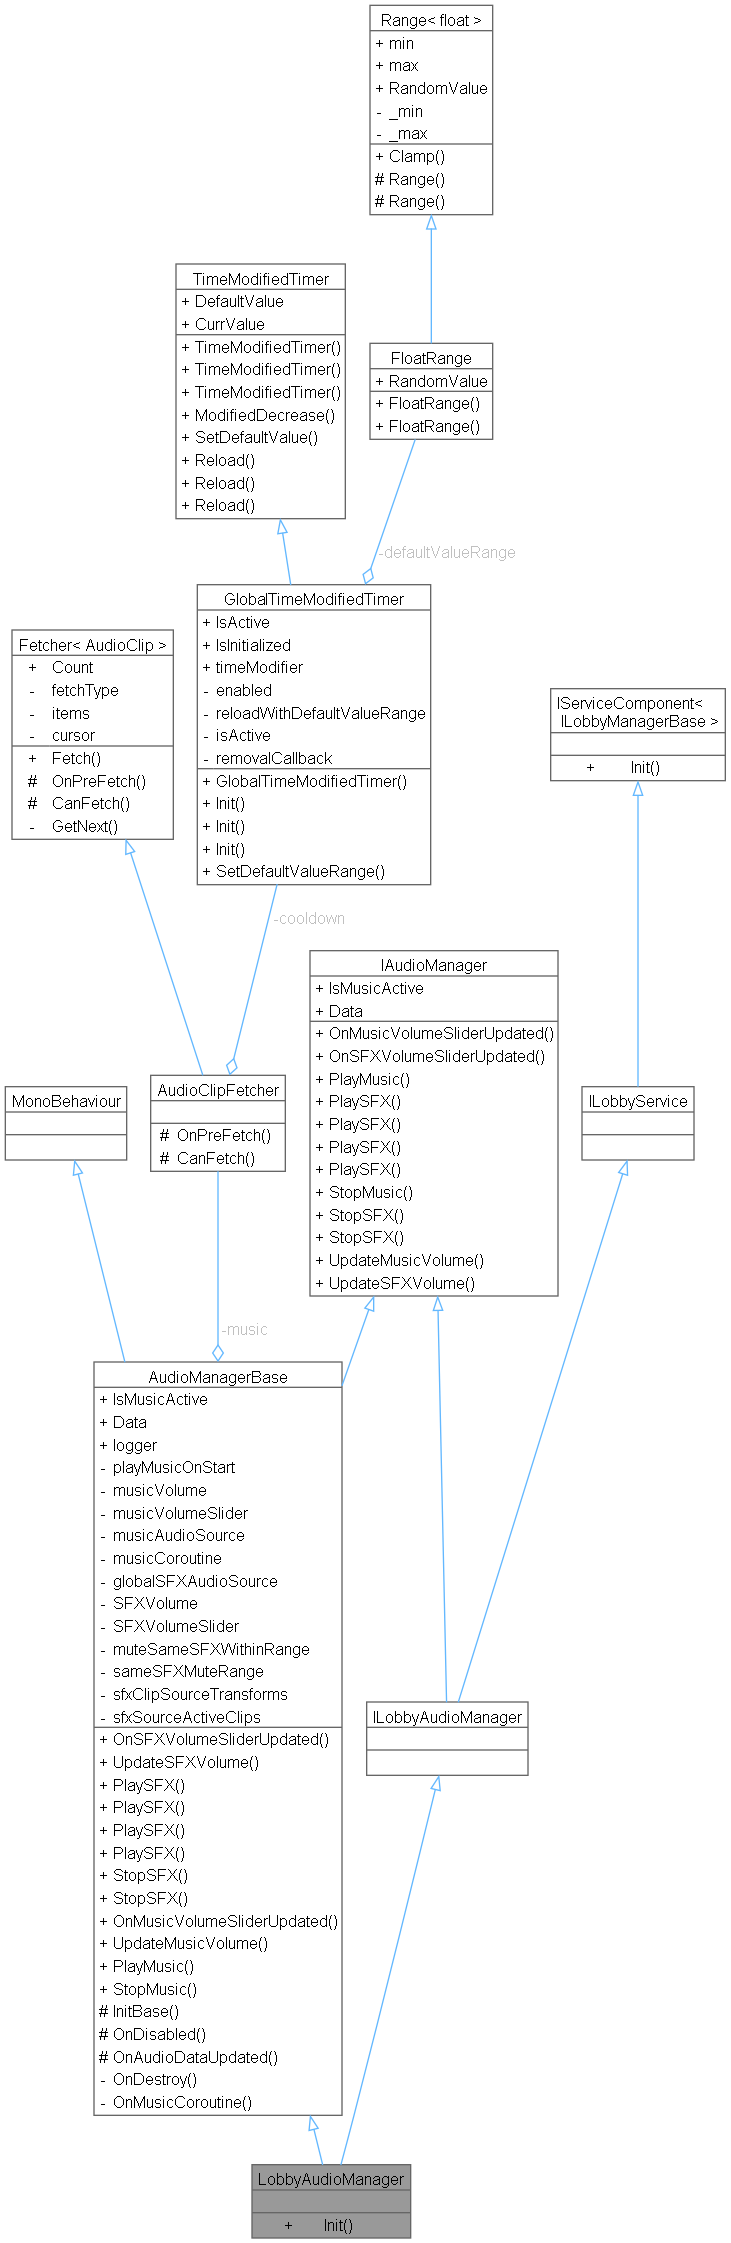 Range< float >
+ min
+ max
+ RandomValue
- _min
- _max
+ Clamp()
# Range()
# Range()
TimeModifiedTimer
+ DefaultValue
+ CurrValue
+ TimeModifiedTimer()
+ TimeModifiedTimer()
+ TimeModifiedTimer()
+ ModifiedDecrease()
+ SetDefaultValue()
+ Reload()
+ Reload()
+ Reload()
FloatRange
+ RandomValue
+ FloatRange()
+ FloatRange()
-defaultValueRange
GlobalTimeModifiedTimer
+ IsActive
+ IsInitialized
+ timeModifier
- enabled
- reloadWithDefaultValueRange
- isActive
- removalCallback
+ GlobalTimeModifiedTimer()
+ Init()
+ Init()
+ Init()
+ SetDefaultValueRange()
Fetcher< AudioClip >
+ Count
- fetchType
- items
- cursor
+ Fetch()
# OnPreFetch()
# CanFetch()
- GetNext()
IServiceComponent<
ILobbyManagerBase >
+ Init()
-cooldown
IAudioManager
+ IsMusicActive
+ Data
+ OnMusicVolumeSliderUpdated()
+ OnSFXVolumeSliderUpdated()
+ PlayMusic()
+ PlaySFX()
+ PlaySFX()
+ PlaySFX()
+ PlaySFX()
+ StopMusic()
+ StopSFX()
+ StopSFX()
+ UpdateMusicVolume()
+ UpdateSFXVolume()
MonoBehaviour
AudioClipFetcher
# OnPreFetch()
# CanFetch()
ILobbyService
-music
AudioManagerBase
+ IsMusicActive
+ Data
+ logger
- playMusicOnStart
- musicVolume
- musicVolumeSlider
- musicAudioSource
- musicCoroutine
- globalSFXAudioSource
- SFXVolume
- SFXVolumeSlider
- muteSameSFXWithinRange
- sameSFXMuteRange
- sfxClipSourceTransforms
- sfxSourceActiveClips
+ OnSFXVolumeSliderUpdated()
+ UpdateSFXVolume()
+ PlaySFX()
+ PlaySFX()
+ PlaySFX()
+ PlaySFX()
+ StopSFX()
+ StopSFX()
+ OnMusicVolumeSliderUpdated()
+ UpdateMusicVolume()
+ PlayMusic()
+ StopMusic()
# InitBase()
# OnDisabled()
# OnAudioDataUpdated()
- OnDestroy()
- OnMusicCoroutine()
ILobbyAudioManager
LobbyAudioManager
+ Init()